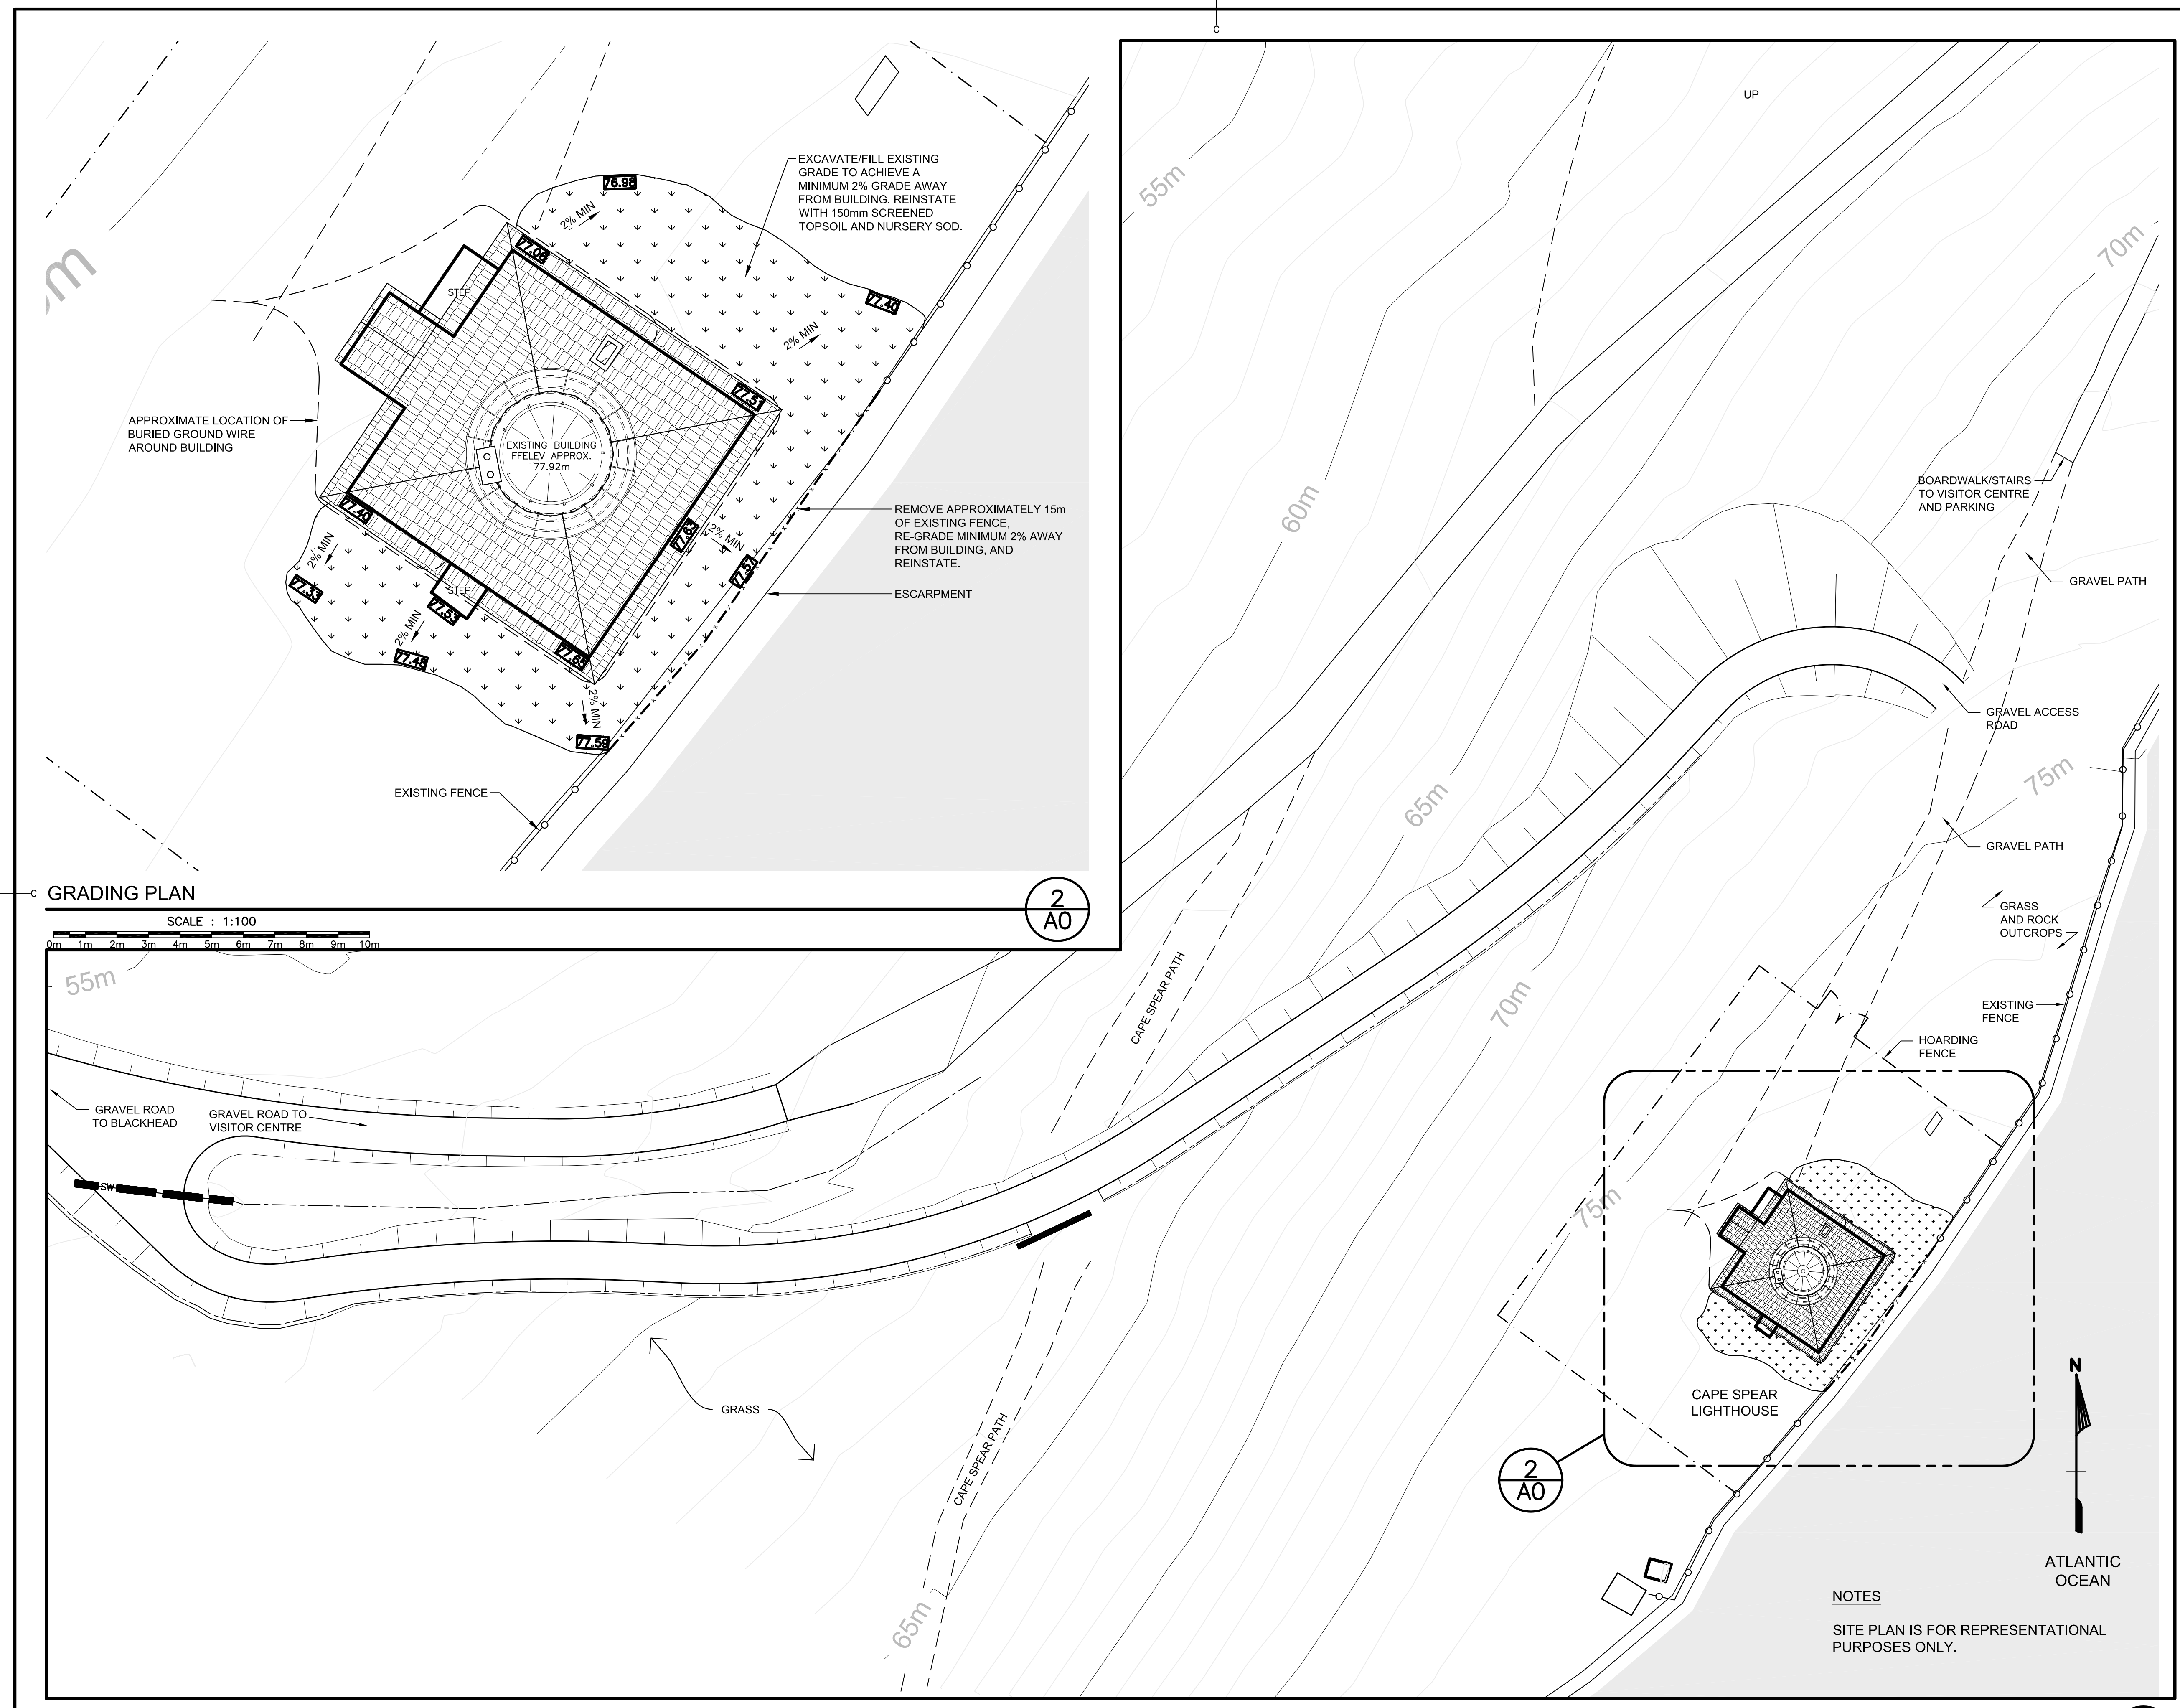 C
m
76.98
2% MIN
EXCAVATE/FILL EXISTING
GRADE TO ACHIEVE A
MINIMUM 2% GRADE AWAY
FROM BUILDING. REINSTATE
WITH 150mm SCREENED
TOPSOIL AND NURSERY SOD.
77.06
STEP
77.40
2% MIN
77.51
APPROXIMATE LOCATION OF
BURIED GROUND WIRE
AROUND BUILDING
EXISTING BUILDING
FFELEV APPROX.
77.92m
77.40
77.63
2% MIN
77.57
REMOVE APPROXIMATELY 15m
OF EXISTING FENCE,
RE-GRADE MINIMUM 2% AWAY
FROM BUILDING, AND
REINSTATE.
ESCARPMENT
2% MIN
77.33
STEP
77.53
2% MIN
77.48
77.65
2% MIN
77.59
EXISTING FENCE
C
GRADING PLAN
2
A0
SCALE : 1:100
0m 1m 2m 3m 4m 5m 6m 7m 8m 9m 10m
UP
55m
70m
60m
BOARDWALK/STAIRS
TO VISITOR CENTRE
AND PARKING
GRAVEL PATH
GRAVEL ACCESS
ROAD
75m
65m
GRAVEL PATH
GRASS
AND ROCK
OUTCROPS
EXISTING
FENCE
HOARDING
FENCE
70m
CAPE SPEAR PATH
55m
GRAVEL ROAD
TO BLACKHEAD
GRAVEL ROAD TO
VISITOR CENTRE
SW
75m
GRASS
CAPE SPEAR PATH
65m
CAPE SPEAR
LIGHTHOUSE
2
A0
N
ATLANTIC
OCEAN
NOTES
SITE PLAN IS FOR REPRESENTATIONAL
PURPOSES ONLY.